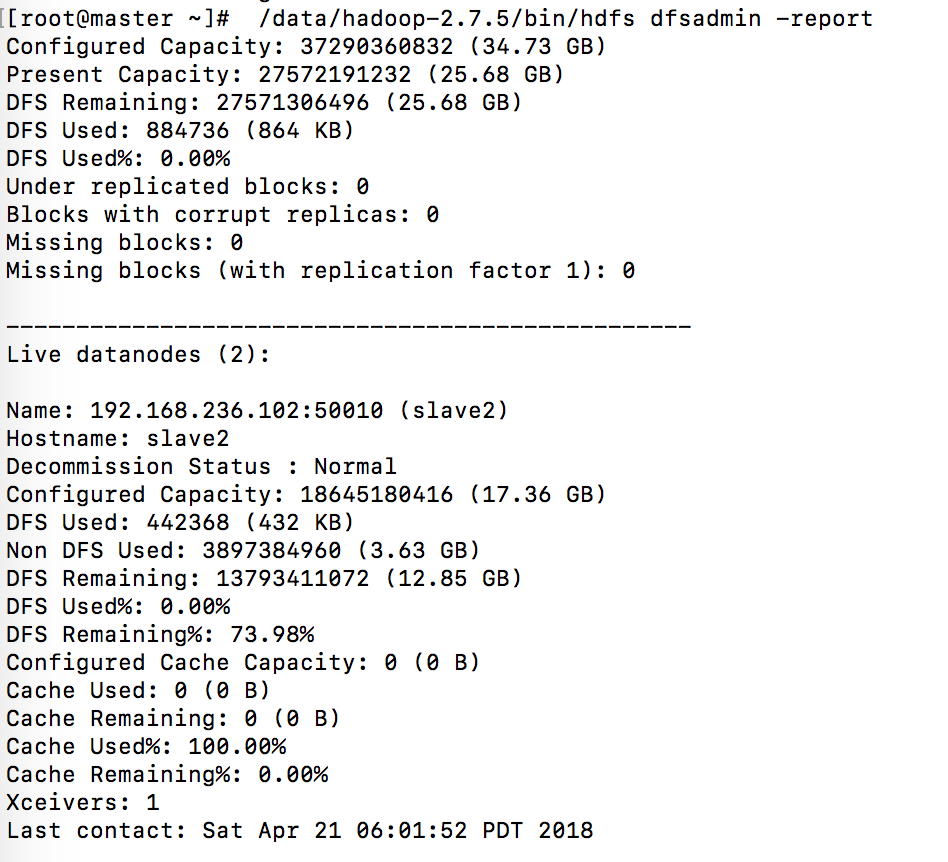 [[root@master ~]#  /data/hadoop-2.7.5/bin/hdfs dfsadmin -report
Configured Capacity: 37290360832 (34.73 GB)
Present Capacity: 27572191232 (25.68 GB)
DFS Remaining: 27571306496 (25.68 GB)
DFS Used: 884736 (864 KB)
DFS Used%: 0.00%
Under replicated blocks: 0
Blocks with corrupt replicas: 0
Missing blocks: 0
Missing blocks (with replication factor 1): 0
-------------------------------------------------
Live datanodes (2):
Name: 192.168.236.102:50010 (slave2)
Hostname: slave2
Decommission Status : Normal
Configured Capacity: 18645180416 (17.36 GB)
DFS Used: 442368 (432 KB)
Non DFS Used: 3897384960 (3.63 GB)
DFS Remaining: 13793411072 (12.85 GB)
DFS Used%: 0.00%
DFS Remaining%: 73.98%
Configured Cache Capacity: 0 (0 B)
Cache Used: 0 (0 B)
Cache Remaining: 0 (0 B)
Cache Used%: 100.00%
Cache Remaining%: 0.00%
Xceivers: 1
Last contact: Sat Apr 21 06:01:52 PDT 2018